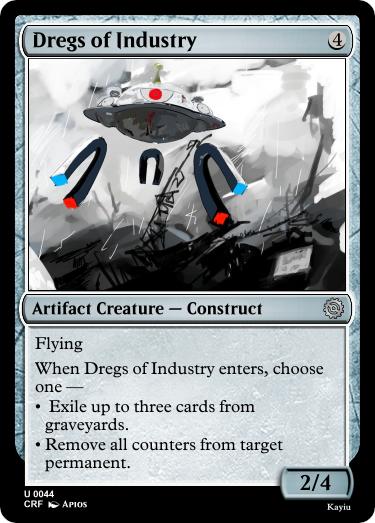 Dregs of Industry 4
Artifact Creature — Construct
Flying
When Dregs of Industry enters, choose
one —
• Exile up to three cards from
graveyards.
• Remove all counters from target
permanent.
2/4
U 0044
CRF Apios
Kayiu